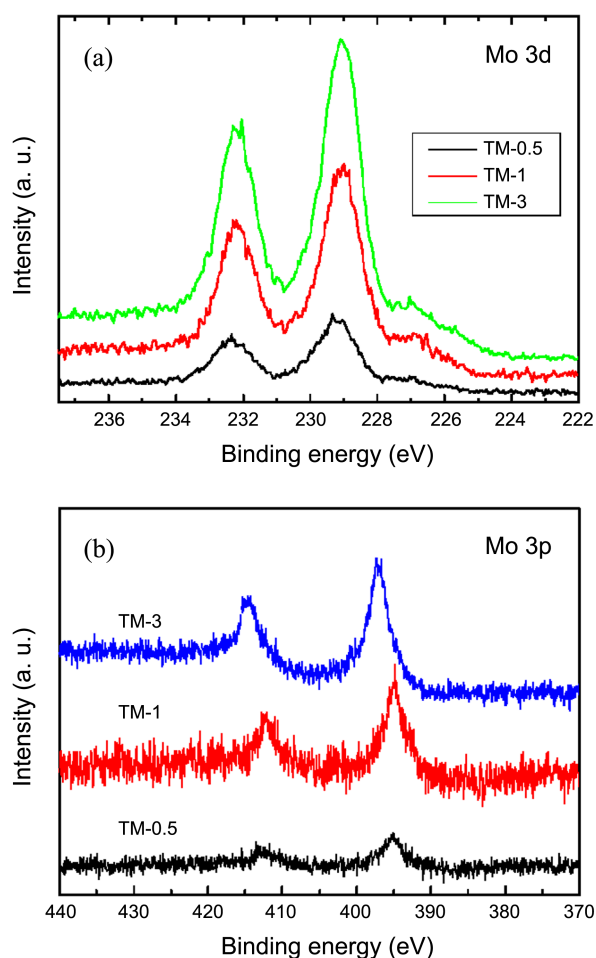 (a)
Mo 3d
TM-0.5
TM-1
TM-3
Intensity (a. u.)
236 234 232 230 228 226 224 222
Binding energy (eV)
(b)
Mo 3p
TM-3
TM-1
TM-0.5
Intensity (a. u.)
440 430 420 410 400 390 380 370
Binding energy (eV)